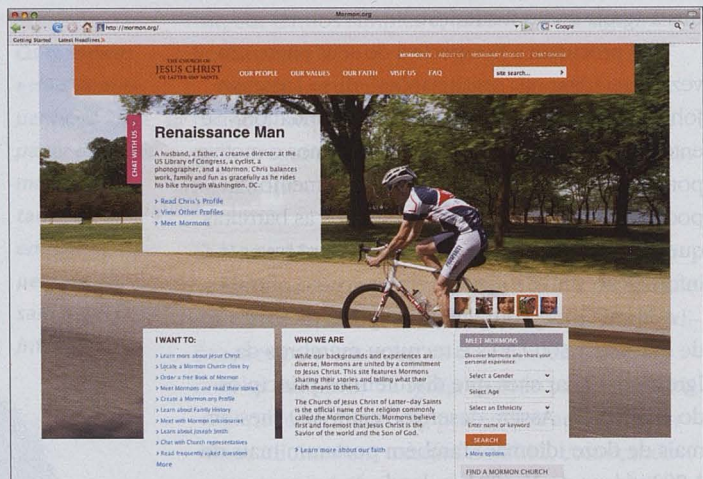 Mormon.org
http://mormon.org/
Google
Getting Started Latest Headlines
MORMON TV | ABOUT US | MISSIONARY REQUEST | CHAT ONLINE
THE CHURCH OF
JESUS CHRIST
OF LATTER-DAY SAINTS
OUR PEOPLE OUR VALUES OUR FAITH VISIT US FAQ
site search...
CHAT WITH US
Renaissance Man
A husband, a father, a creative director at the
US Library of Congress, a cyclist, a
photographer, and a Mormon. Chris balances
work, family and fun as gracefully as he rides
his bike through Washington, DC.
> Read Chris's Profile
> View Other Profiles
> Meet Mormons
I WANT TO:
> Learn more about Jesus Christ
> Locate a Mormon Church close by
> Order a free Book of Mormon
> Meet Mormons and read their stories
> Create a Mormon.org Profile
> Learn about Family History
> Meet with Mormon missionaries
> Learn about Joseph Smith
> Chat with Church representatives
> Read frequently asked questions
More
WHO WE ARE
While our backgrounds and experiences are
diverse, Mormons are united by a commitment
to Jesus Christ. This site features Mormons
sharing their stories and telling what their
faith means to them.
The Church of Jesus Christ of Latter-day Saints
is the official name of the religion commonly
called the Mormon Church. Mormons believe
first and foremost that Jesus Christ is the
Savior of the world and the Son of God.
> Learn more about our faith
MEET MORMONS
Discover Mormons who share your
personal experience.
Select a Gender
Select Age
Select an Ethnicity
Enter name or keyword
SEARCH
> More options
FIND A MORMON CHURCH